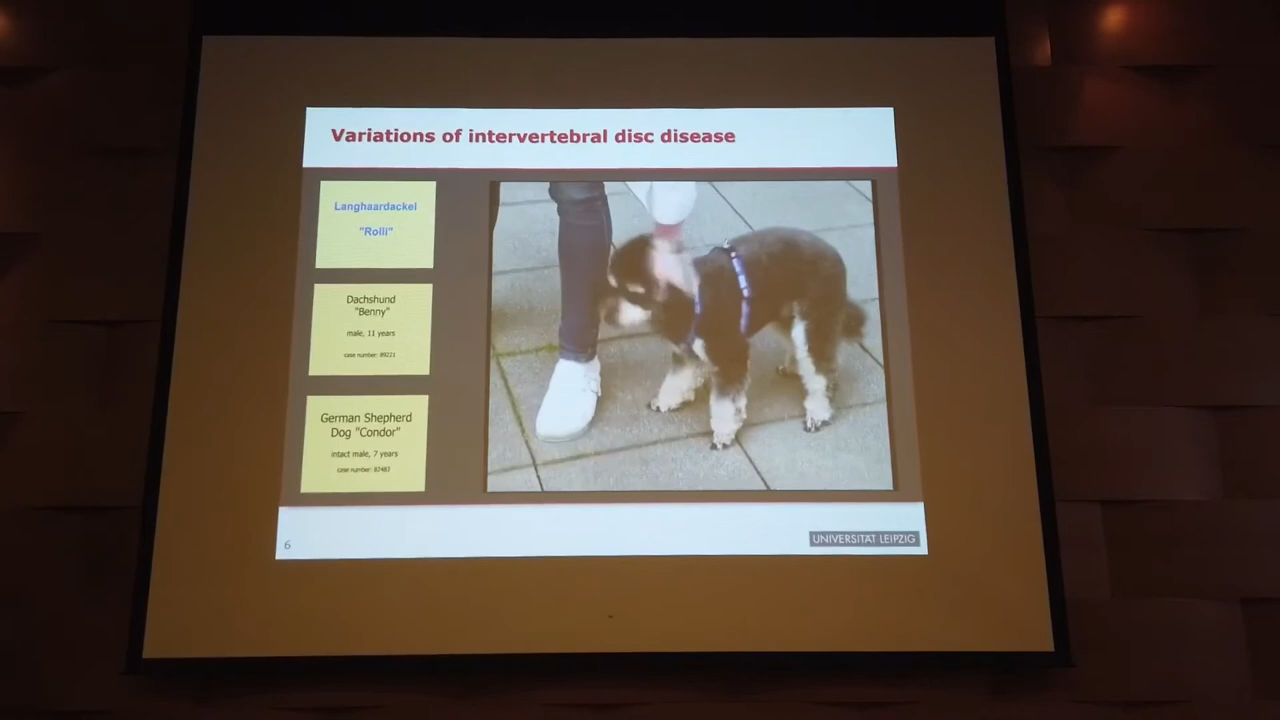 Variations of intervertebral disc disease
Langhaardackel
"Rolli"
Dachshund
"Benny"
male, 11 years
case number: 89221
German Shepherd
Dog "Condor"
intact male, 7 years
case number: 87483
6
UNIVERSITÄT LEIPZIG